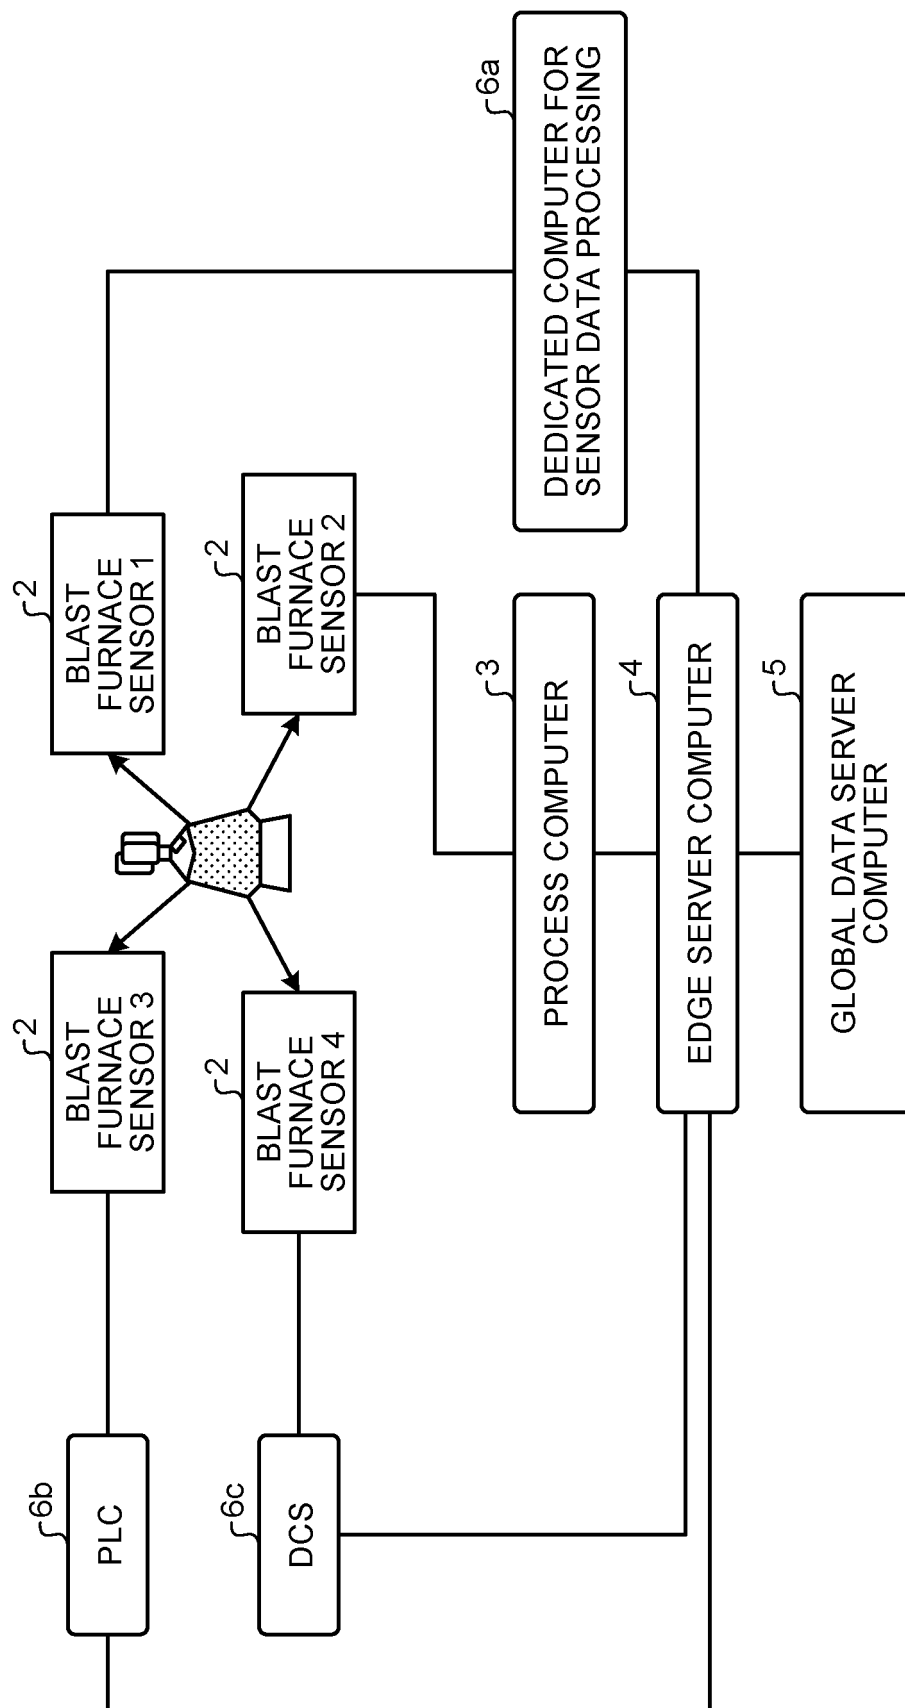 6b
PLC
2
BLAST
FURNACE
SENSOR 3
2
BLAST
FURNACE
SENSOR 1
6c
DCS
2
BLAST
FURNACE
SENSOR 4
2
BLAST
FURNACE
SENSOR 2
3
PROCESS COMPUTER
6a
DEDICATED COMPUTER FOR
SENSOR DATA PROCESSING
4
EDGE SERVER COMPUTER
5
GLOBAL DATA SERVER
COMPUTER